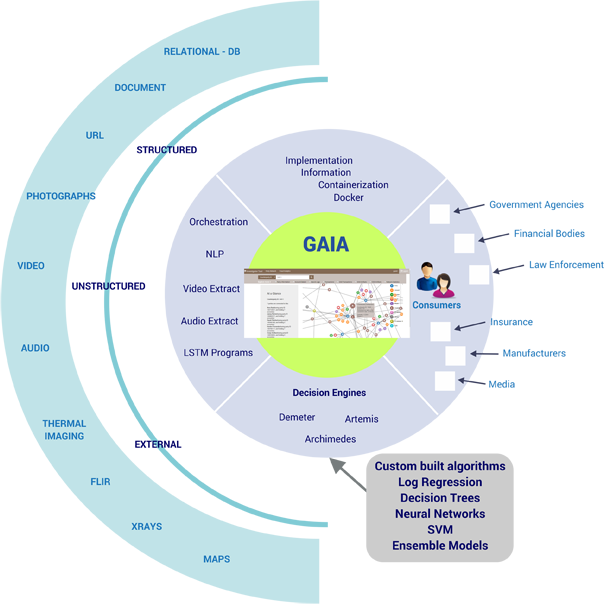 RELATIONAL - DB
DOCUMENT
URL
PHOTOGRAPHS
VIDEO
AUDIO
THERMAL
IMAGING
FLIR
XRAYS
MAPS
STRUCTURED
UNSTRUCTURED
EXTERNAL
Implementation
Information
Containerization
Docker
Orchestration
NLP
Video Extract
Audio Extract
LSTM Programs
GAIA
Consumers
Government Agencies
Financial Bodies
Law Enforcement
Insurance
Manufacturers
Media
Decision Engines
Demeter
Artemis
Archimedes
Custom built algorithms
Log Regression
Decision Trees
Neural Networks
SVM
Ensemble Models